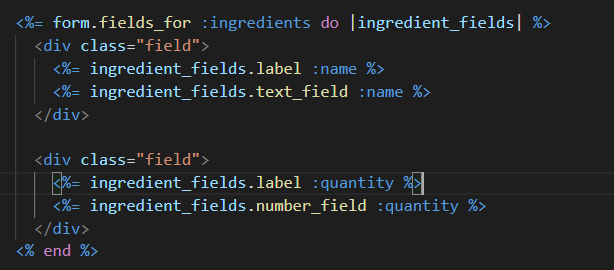 <%= form.fields_for :ingredients do |ingredient_fields| %>
  <div class="field">
    <%= ingredient_fields.label :name %>
    <%= ingredient_fields.text_field :name %>
  </div>

  <div class="field">
    <%= ingredient_fields.label :quantity %>
    <%= ingredient_fields.number_field :quantity %>
  </div>
<% end %>